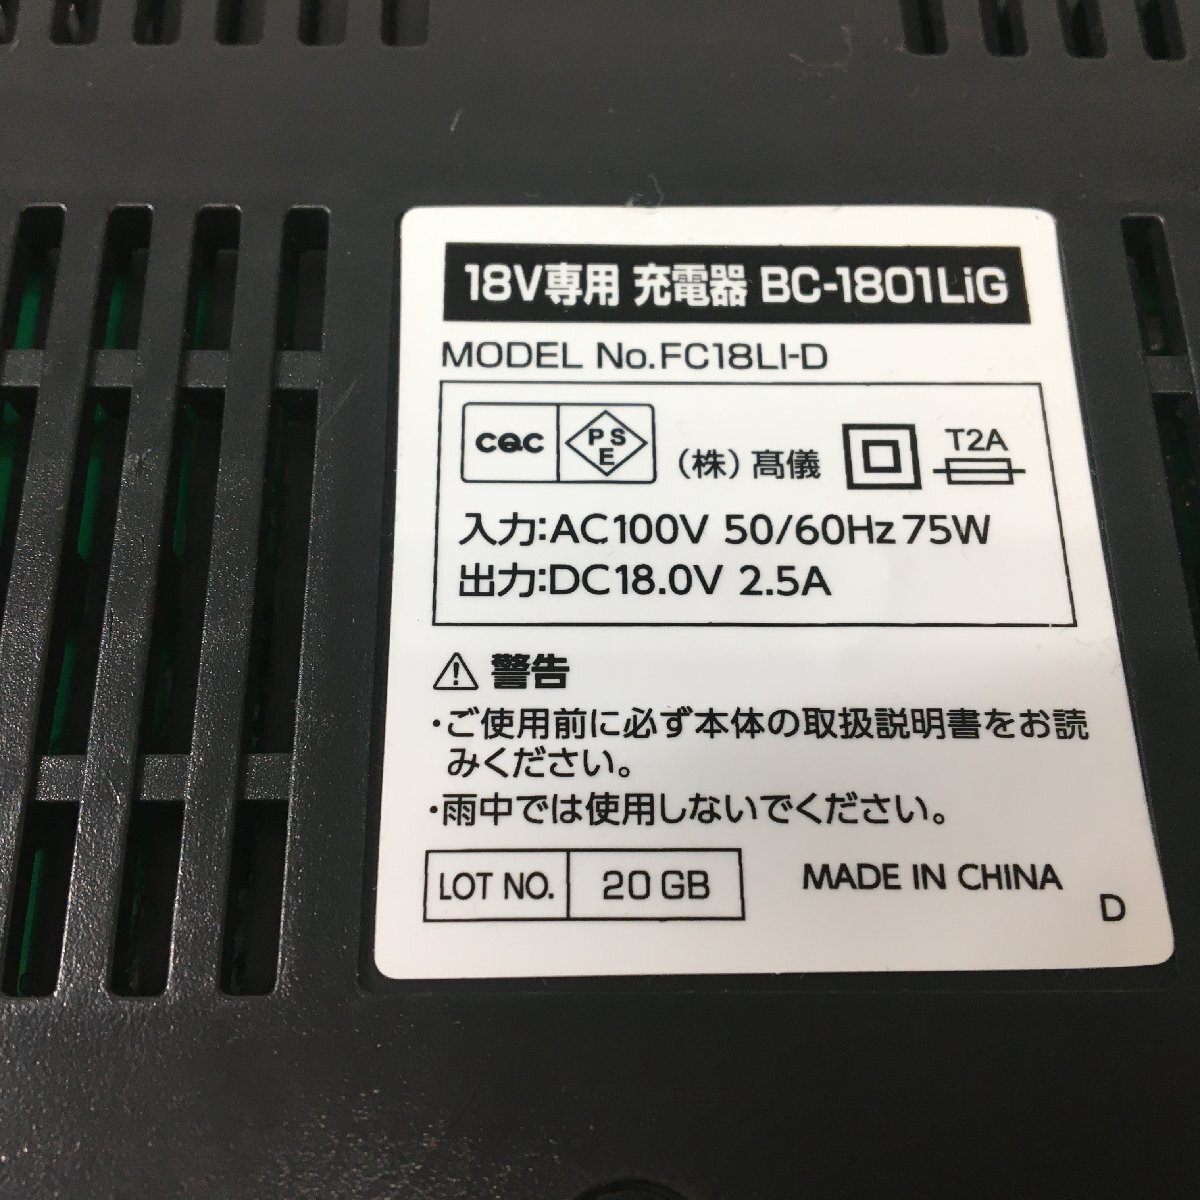 18V専用 充電器 BC-1801LiG
MODEL No.FC18LI-D
CQC
PSE
(株)髙儀
T2A
入力:AC100V 50/60Hz 75W
出力:DC18.0V 2.5A
⚠ 警告
・ご使用前に必ず本体の取扱説明書をお読
みください。
・雨中では使用しないでください。
LOT NO. 20 GB
MADE IN CHINA
D